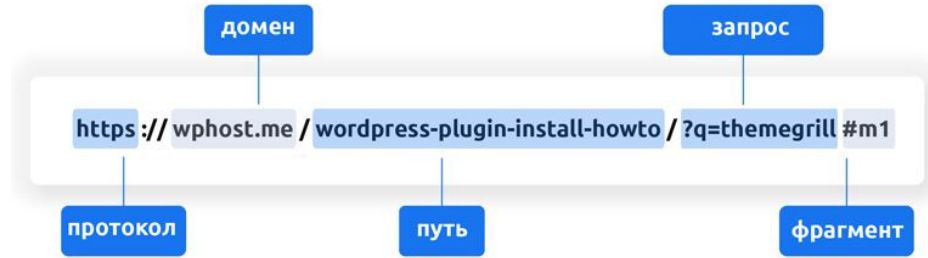 домен запрос
https :// wphost.me / wordpress-plugin-install-howto / ?q=themegrill #m1
протокол путь фрагмент